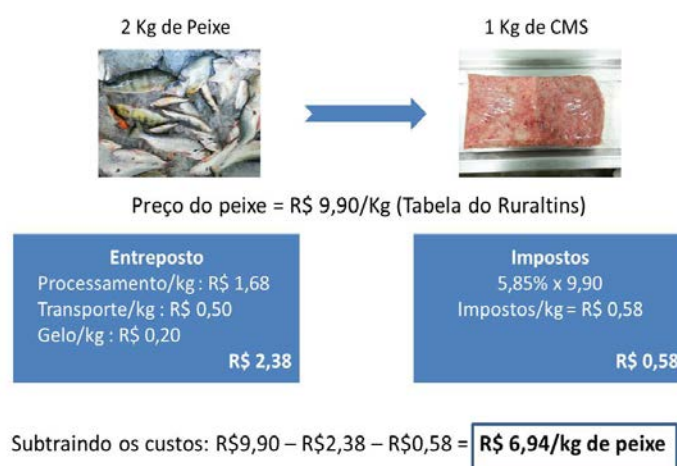 2 Kg de Peixe
1 Kg de CMS
Preço do peixe = R$ 9,90/Kg (Tabela do Ruraltins)
Entreposto
Processamento/kg : R$ 1,68
Transporte/kg : R$ 0,50
Gelo/kg : R$ 0,20
R$ 2,38
Impostos
5,85% x 9,90
Impostos/kg = R$ 0,58
R$ 0,58
Subtraindo os custos: R$9,90 – R$2,38 – R$0,58 = R$ 6,94/kg de peixe